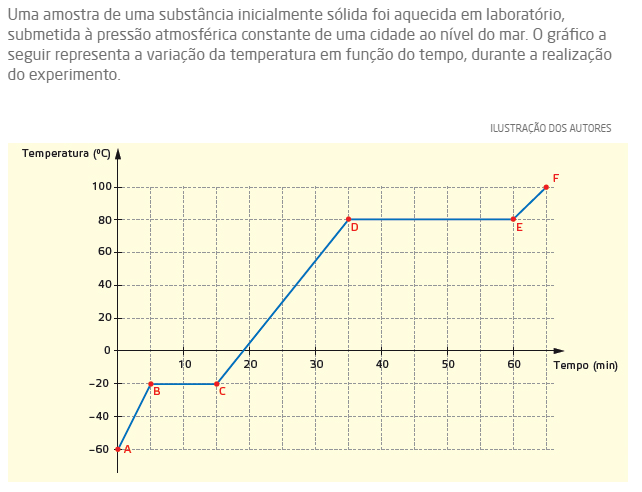 Uma amostra de uma substância inicialmente sólida foi aquecida em laboratório,
submetida à pressão atmosférica constante de uma cidade ao nível do mar. O gráfico a
seguir representa a variação da temperatura em função do tempo, durante a realização
do experimento.
ILUSTRAÇÃO DOS AUTORES
Temperatura (ºC)
F
100
80
D
E
60
40
20
0
10
20
30
40
50
60
Tempo (min)
–20
B
C
–40
–60
A